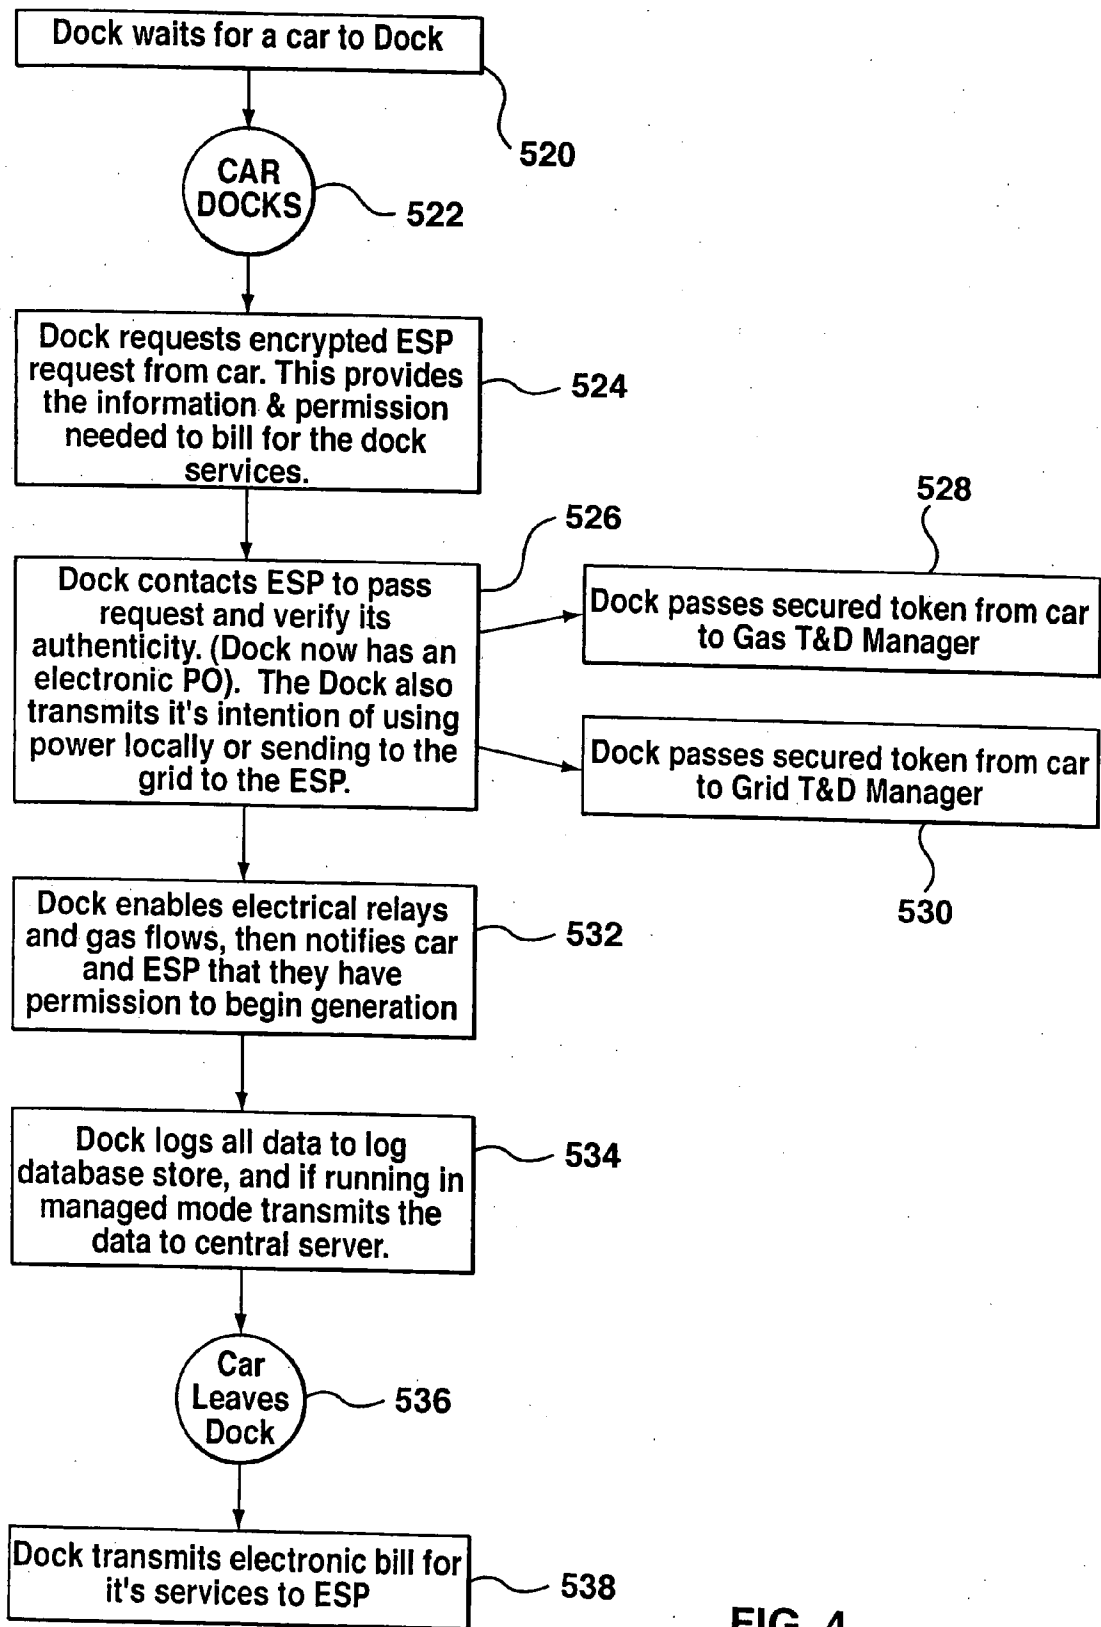 Dock waits for a car to Dock
520
CAR
DOCKS
522
Dock requests encrypted ESP
request from car. This provides
the information & permission
needed to bill for the dock
services.
524
526
Dock contacts ESP to pass
request and verify its
authenticity. (Dock now has an
electronic PO). The Dock also
transmits it's intention of using
power locally or sending to the
grid to the ESP.
528
Dock passes secured token from car
to Gas T&D Manager
Dock passes secured token from car
to Grid T&D Manager
530
Dock enables electrical relays
and gas flows, then notifies car
and ESP that they have
permission to begin generation
532
Dock logs all data to log
database store, and if running in
managed mode transmits the
data to central server.
534
Car
Leaves
Dock
536
Dock transmits electronic bill for
it's services to ESP
538
FIG. 4